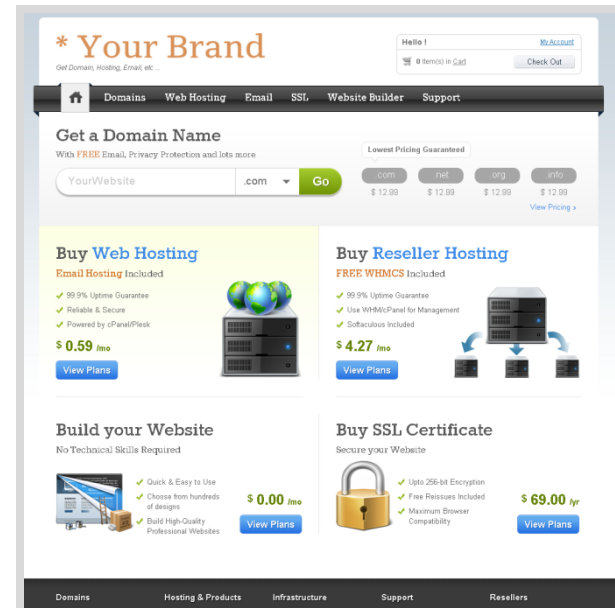 * Your Brand
Get Domain, Hosting, Email, etc ...
Hello !
My Account
0 Item(s) in Cart
Check Out
Domains Web Hosting Email SSL Website Builder Support
Get a Domain Name
With FREE Email, Privacy Protection and lots more
Lowest Pricing Guaranteed
YourWebsite .com Go
.com .net .org .info
$ 12.99 $ 12.99 $ 12.99 $ 12.99
View Pricing
Buy Web Hosting
Email Hosting Included
99.9% Uptime Guarantee
Reliable & Secure
Powered by cPanel/Plesk
$ 0.59 /mo
View Plans
Buy Reseller Hosting
FREE WHMCS Included
99.9% Uptime Guarantee
Use WHM/cPanel for Management
Softaculous Included
$ 4.27 /mo
View Plans
Build your Website
No Technical Skills Required
Quick & Easy to Use
Choose from hundreds
of designs
Build High-Quality
Professional Websites
$ 0.00 /mo
View Plans
Buy SSL Certificate
Secure your Website
Upto 256-bit Encryption
Free Reissues Included
Maximum Browser
Compatibility
$ 69.00 /yr
View Plans
Domains Hosting & Products Infrastructure Support Resellers